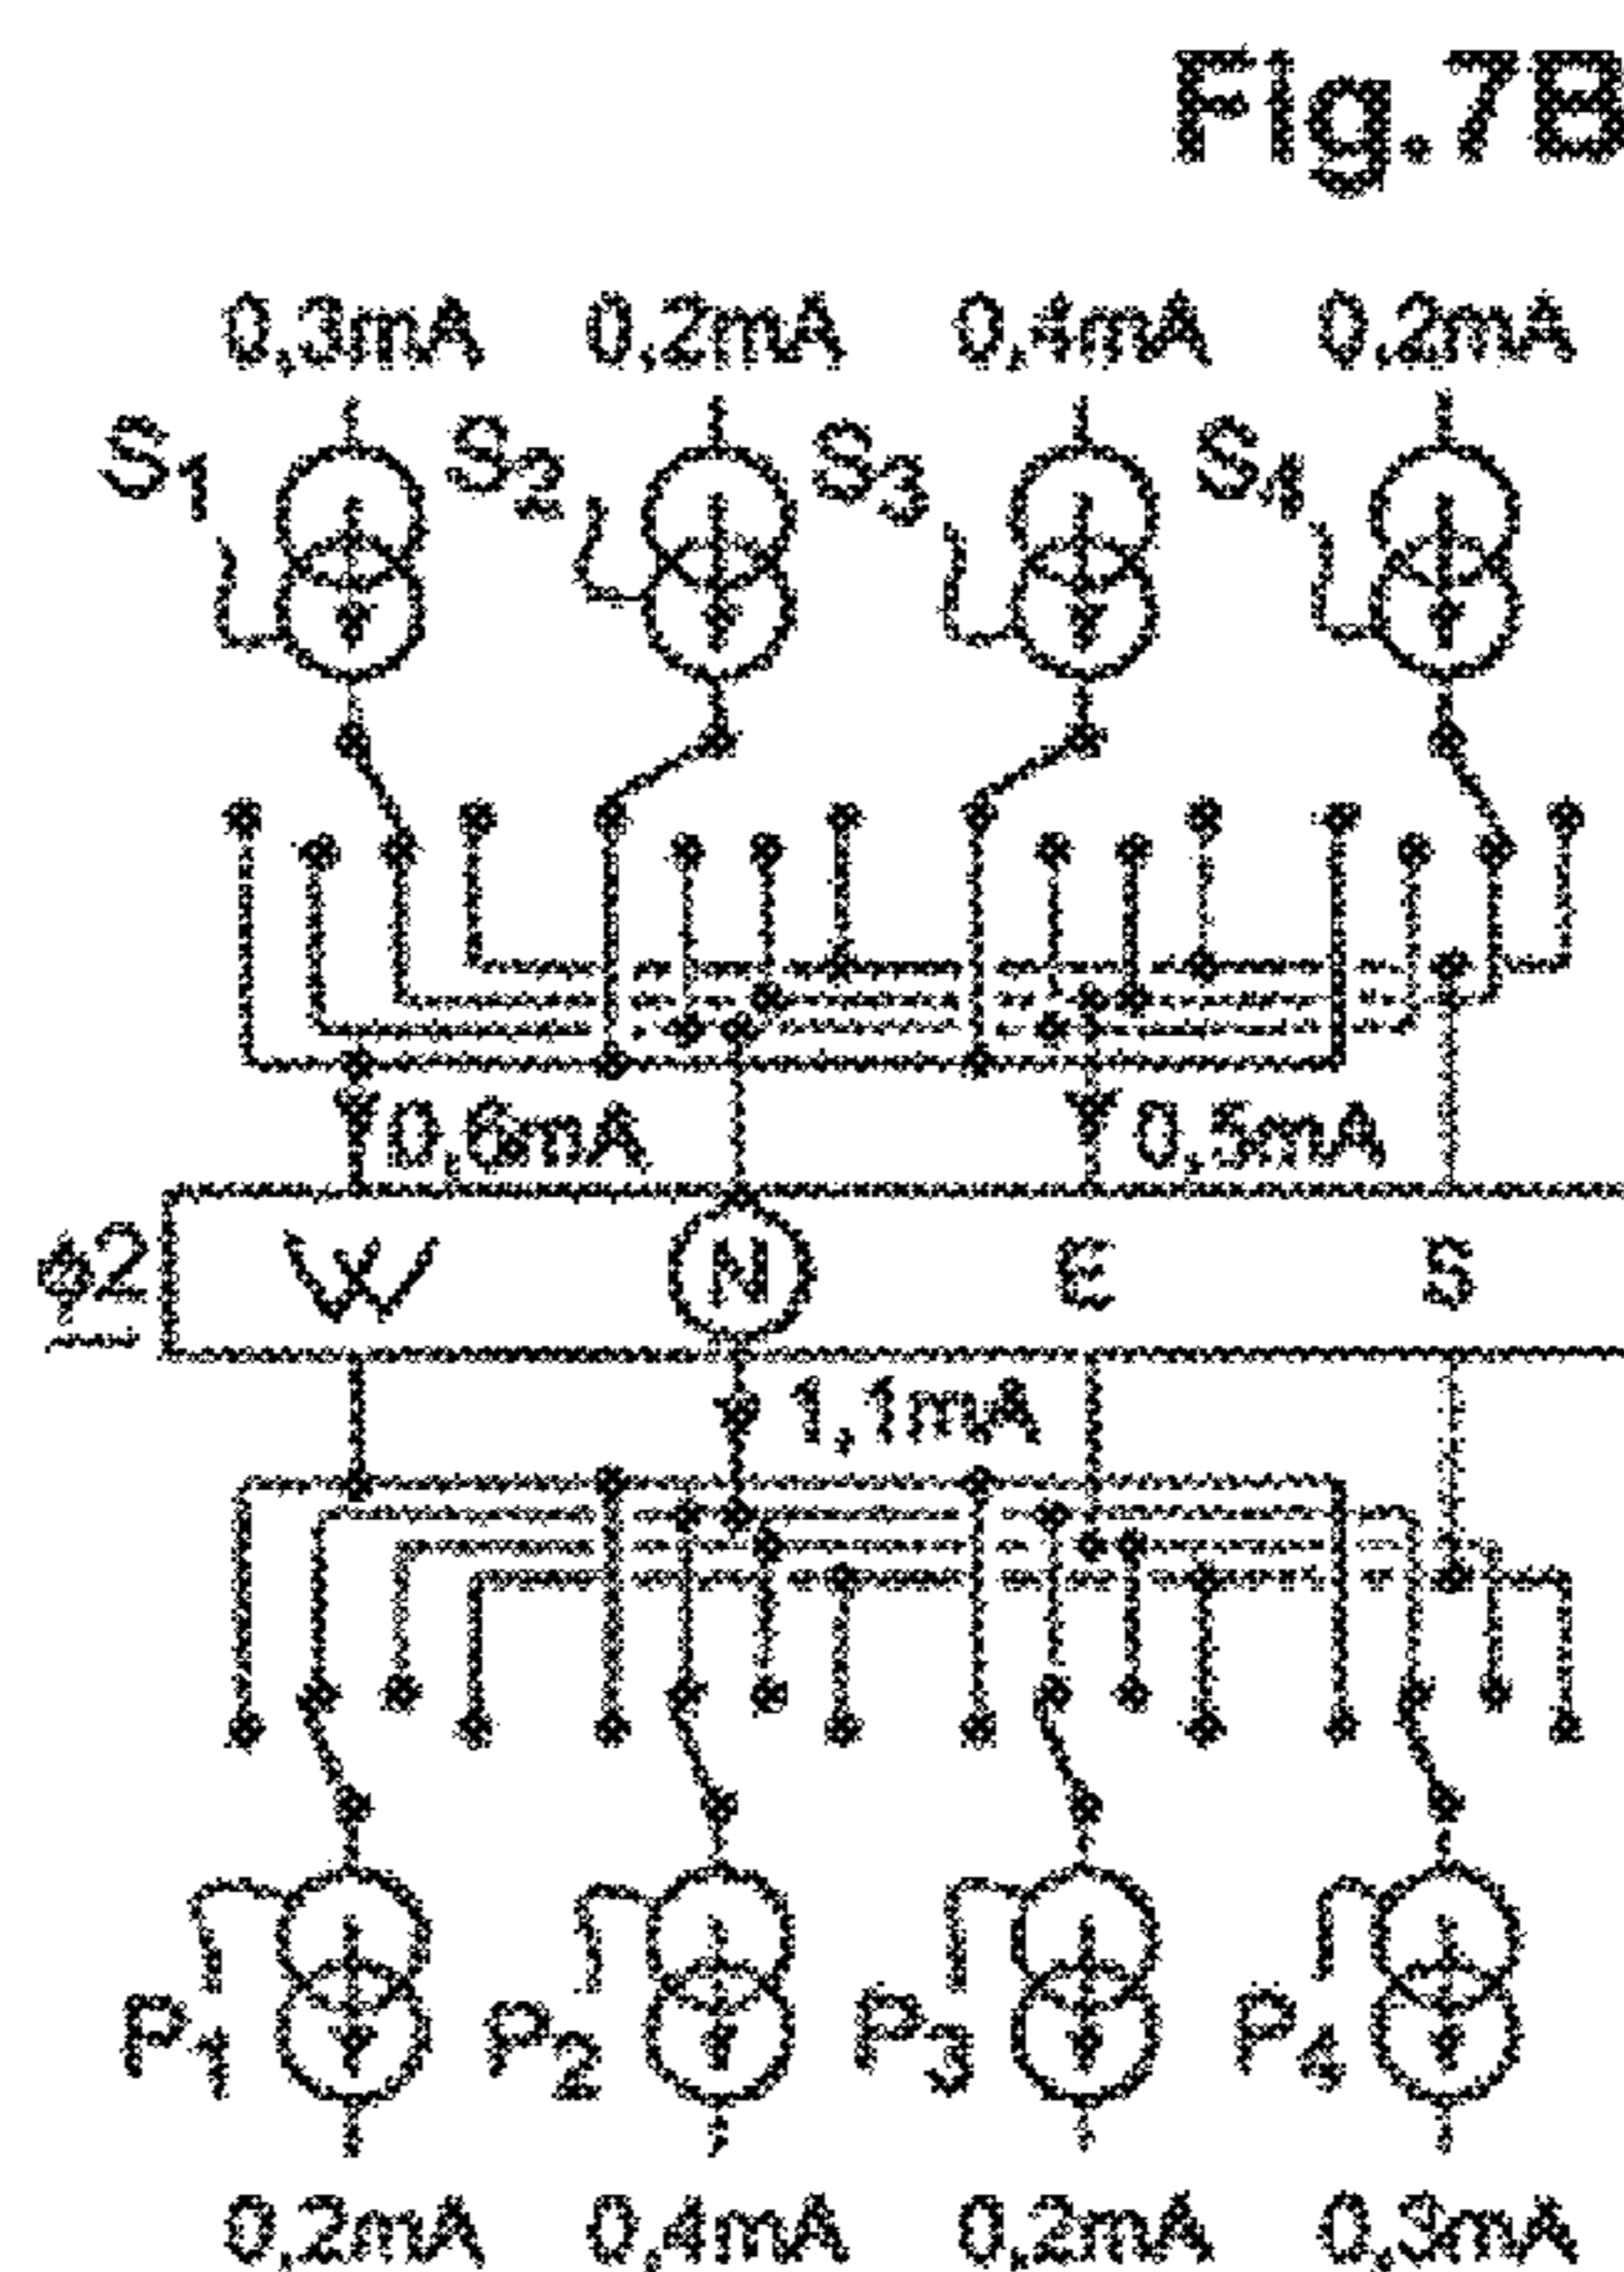 Fig.7B
0,3mA 0,2mA 0,4mA 0,2mA
S1 S2 S3 S4
0,6mA 0,5mA
42 W N E S
1,1mA
P1 P2 P3 P4
0,2mA 0,4mA 0,2mA 0,3mA